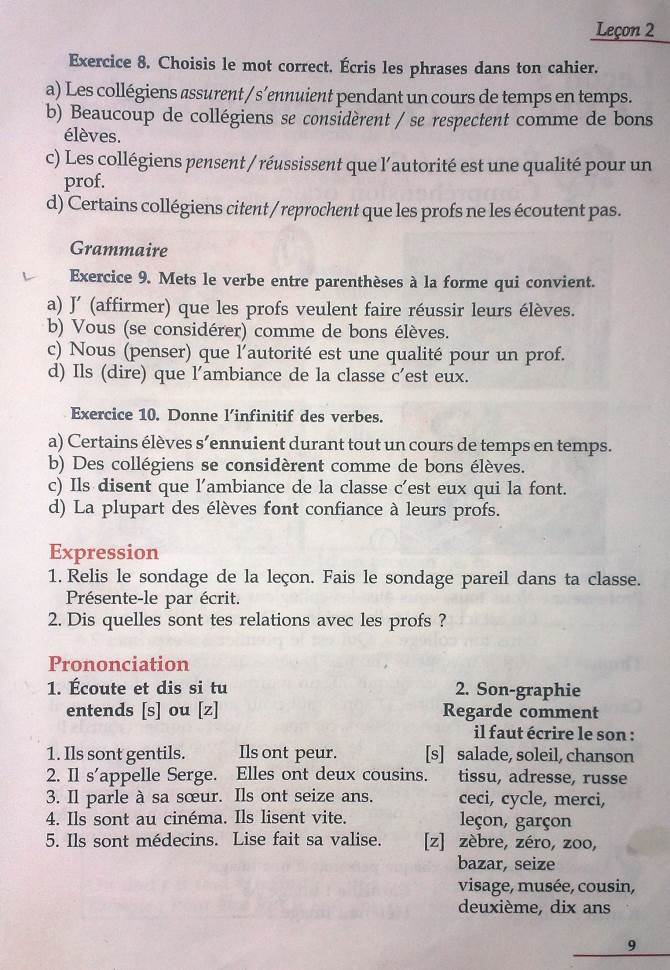 Leçon 2
Exercice 8. Choisis le mot correct. Écris les phrases dans ton cahier.
a) Les collégiens assurent / s'ennuient pendant un cours de temps en temps.
b) Beaucoup de collégiens se considèrent / se respectent comme de bons
élèves.
c) Les collégiens pensent / réussissent que l'autorité est une qualité pour un
prof.
d) Certains collégiens citent / reprochent que les profs ne les écoutent pas.
Grammaire
Exercice 9. Mets le verbe entre parenthèses à la forme qui convient.
a) J' (affirmer) que les profs veulent faire réussir leurs élèves.
b) Vous (se considérer) comme de bons élèves.
c) Nous (penser) que l'autorité est une qualité pour un prof.
d) Ils (dire) que l'ambiance de la classe c'est eux.
Exercice 10. Donne l'infinitif des verbes.
a) Certains élèves s'ennuient durant tout un cours de temps en temps.
b) Des collégiens se considèrent comme de bons élèves.
c) Ils disent que l'ambiance de la classe c'est eux qui la font.
d) La plupart des élèves font confiance à leurs profs.
Expression
1. Relis le sondage de la leçon. Fais le sondage pareil dans ta classe.
Présente-le par écrit.
2. Dis quelles sont tes relations avec les profs ?
Prononciation
1. Écoute et dis si tu
entends [s] ou [z]
1. Ils sont gentils. Ils ont peur.
2. Il s'appelle Serge. Elles ont deux cousins.
3. Il parle à sa sœur. Ils ont seize ans.
4. Ils sont au cinéma. Ils lisent vite.
5. Ils sont médecins. Lise fait sa valise.
2. Son-graphie
Regarde comment
il faut écrire le son :
[s] salade, soleil, chanson
tissu, adresse, russe
ceci, cycle, merci,
leçon, garçon
[z] zèbre, zéro, zoo,
bazar, seize
visage, musée, cousin,
deuxième, dix ans
9